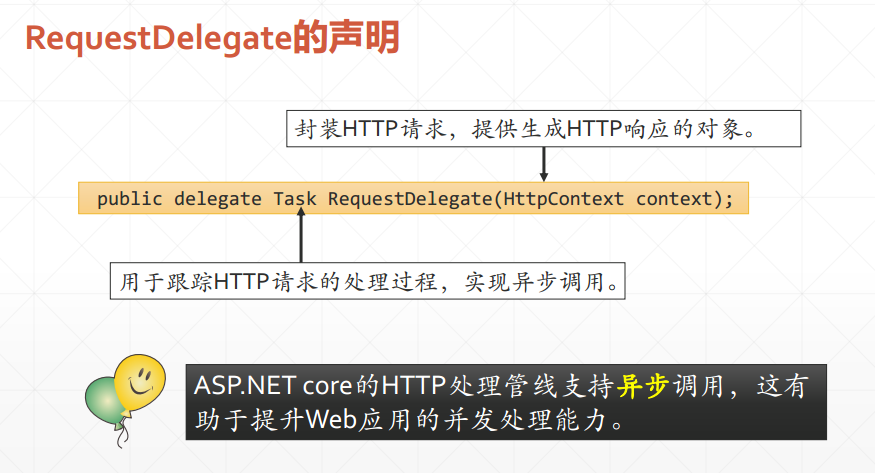 RequestDelegate的声明
封装HTTP请求，提供生成HTTP响应的对象。
public delegate Task RequestDelegate(HttpContext context);
用于跟踪HTTP请求的处理过程，实现异步调用。
ASP.NET core的HTTP处理管线支持异步调用，这有
助于提升Web应用的并发处理能力。